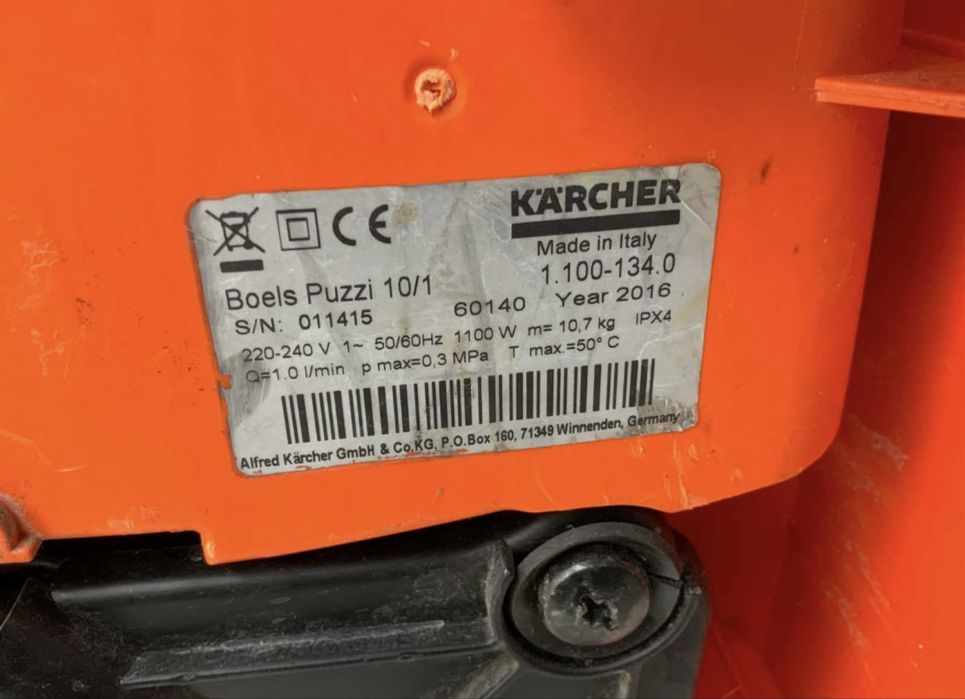 CE
KÄRCHER
Made in Italy
1.100-134.0
Boels Puzzi 10/1
60140 Year 2016
S/N: 011415
220-240 V 1~ 50/60Hz 1100 W m= 10,7 kg IPX4
Q=1.0 l/min p max=0,3 MPa T max.=50° C
Alfred Kärcher GmbH & Co.KG, P.O.Box 160, 71349 Winnenden, Germany